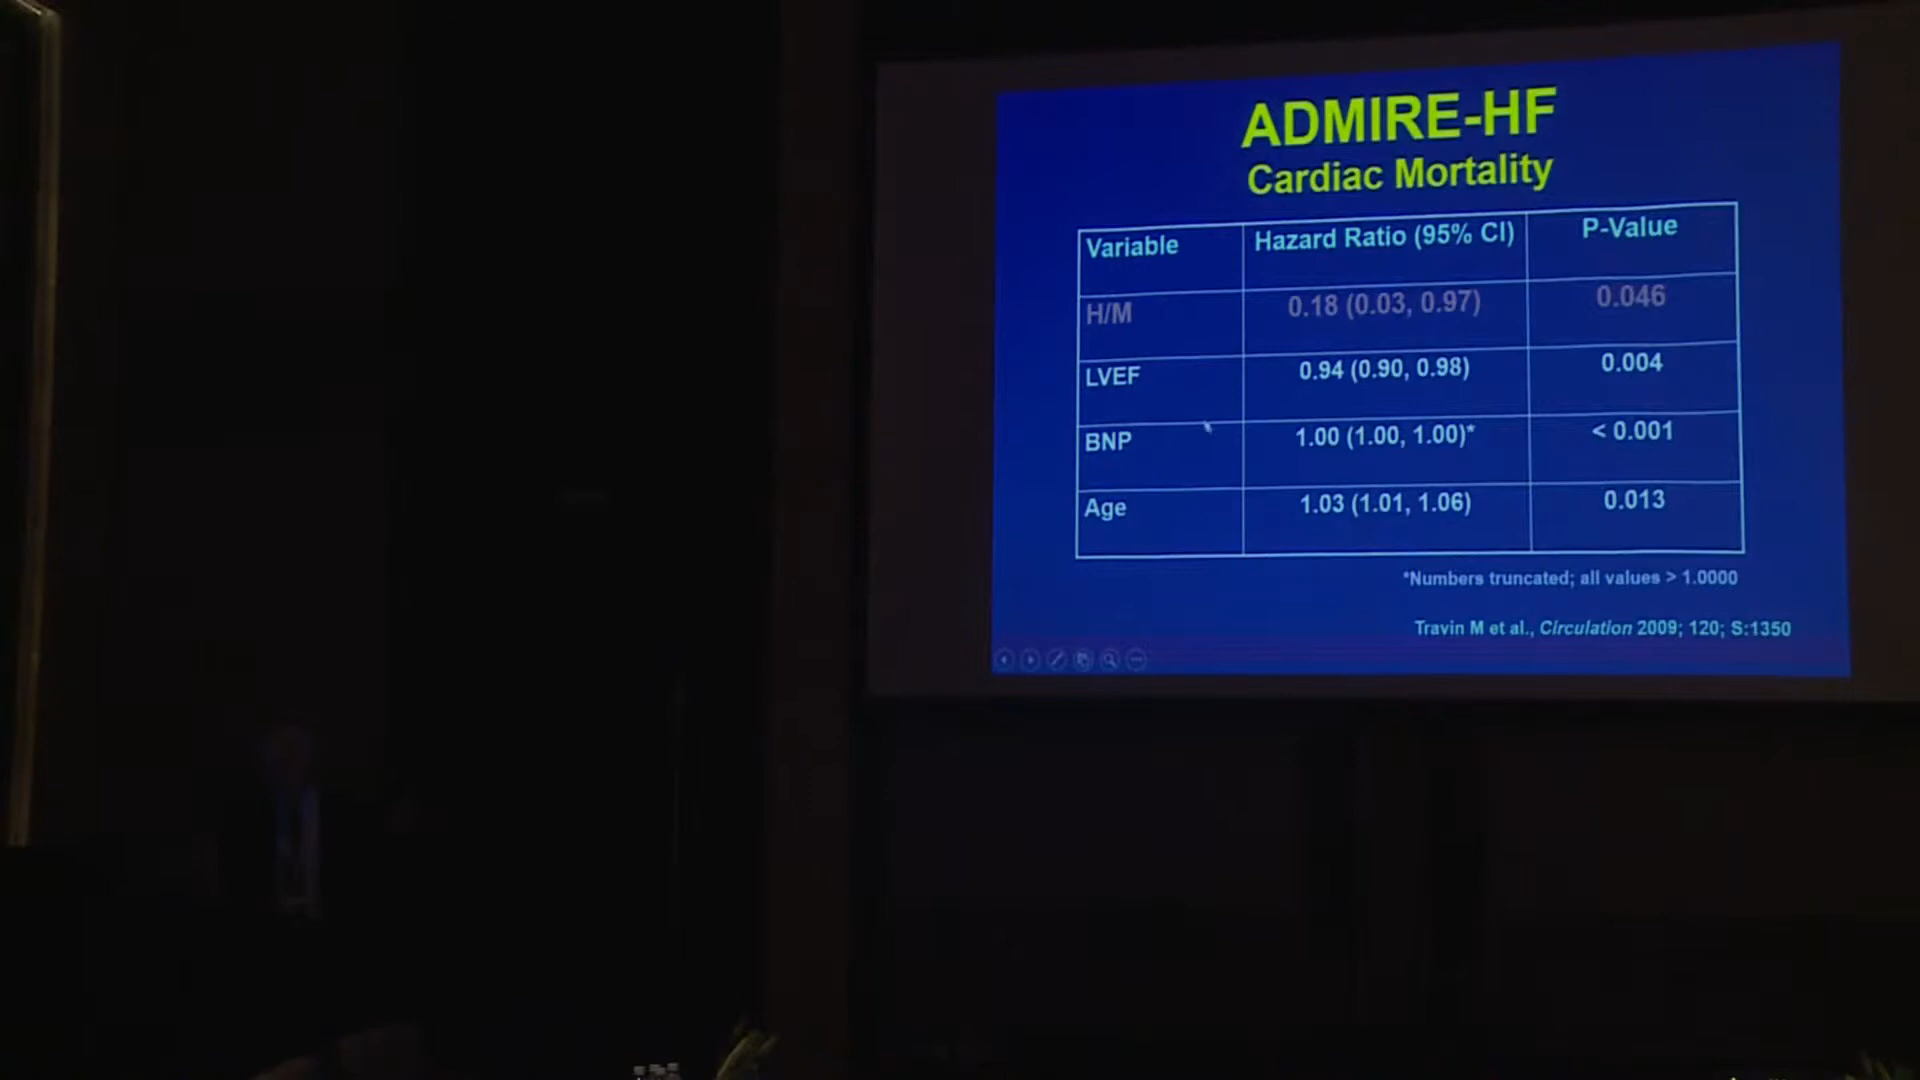 ADMIRE-HF
Cardiac Mortality
Variable Hazard Ratio (95% CI) P-Value
H/M 0.18 (0.03, 0.97) 0.046
LVEF 0.94 (0.90, 0.98) 0.004
BNP 1.00 (1.00, 1.00)* < 0.001
Age 1.03 (1.01, 1.06) 0.013
*Numbers truncated; all values > 1.0000
Travin M et al., Circulation 2009; 120; S:1350